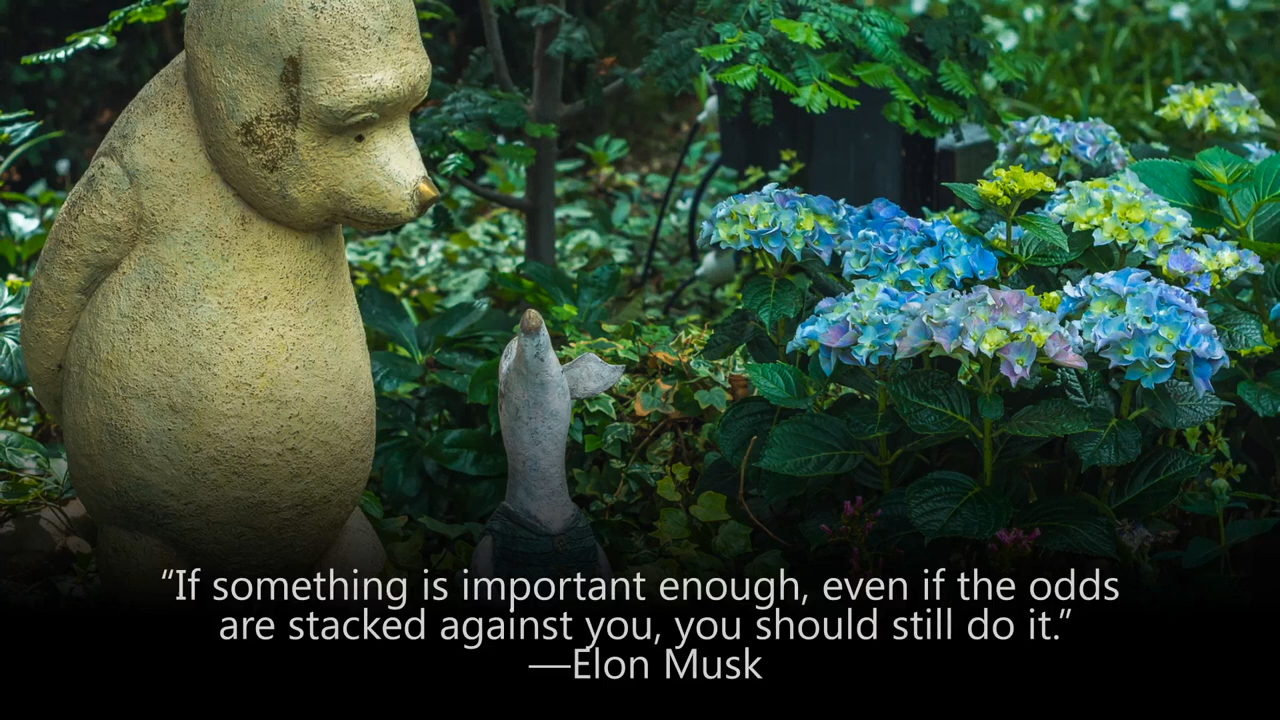 “If something is important enough, even if the odds
are stacked against you, you should still do it.”
—Elon Musk